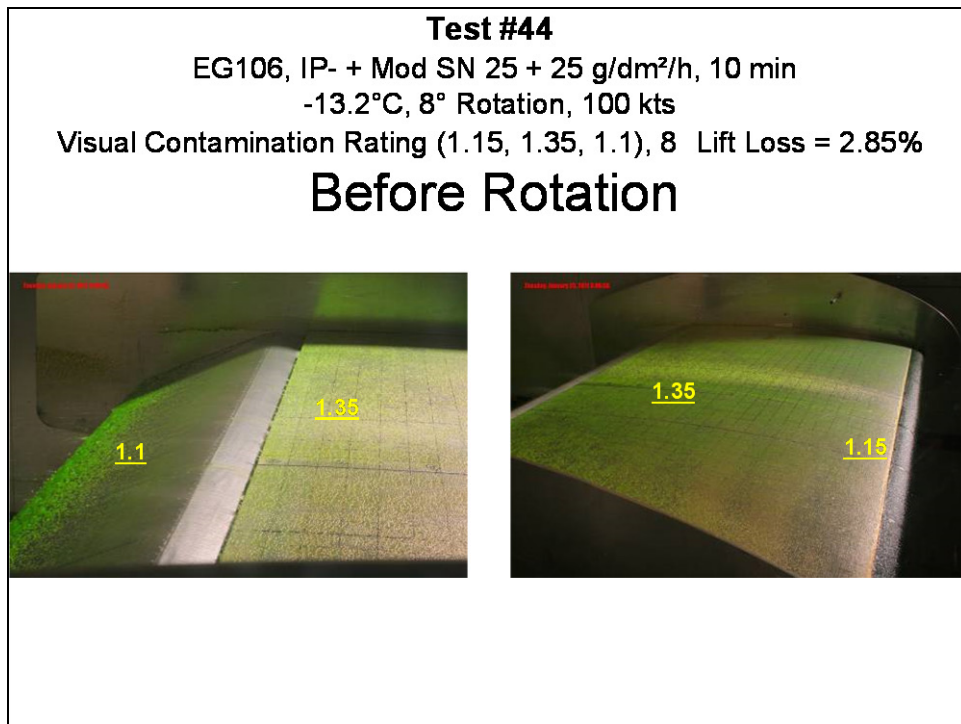 Test #44
EG106, IP- + Mod SN 25 + 25 g/dm²/h, 10 min
-13.2°C, 8° Rotation, 100 kts
Visual Contamination Rating (1.15, 1.35, 1.1), 8 Lift Loss = 2.85%
Before Rotation
1.35
1.1
1.35
1.15